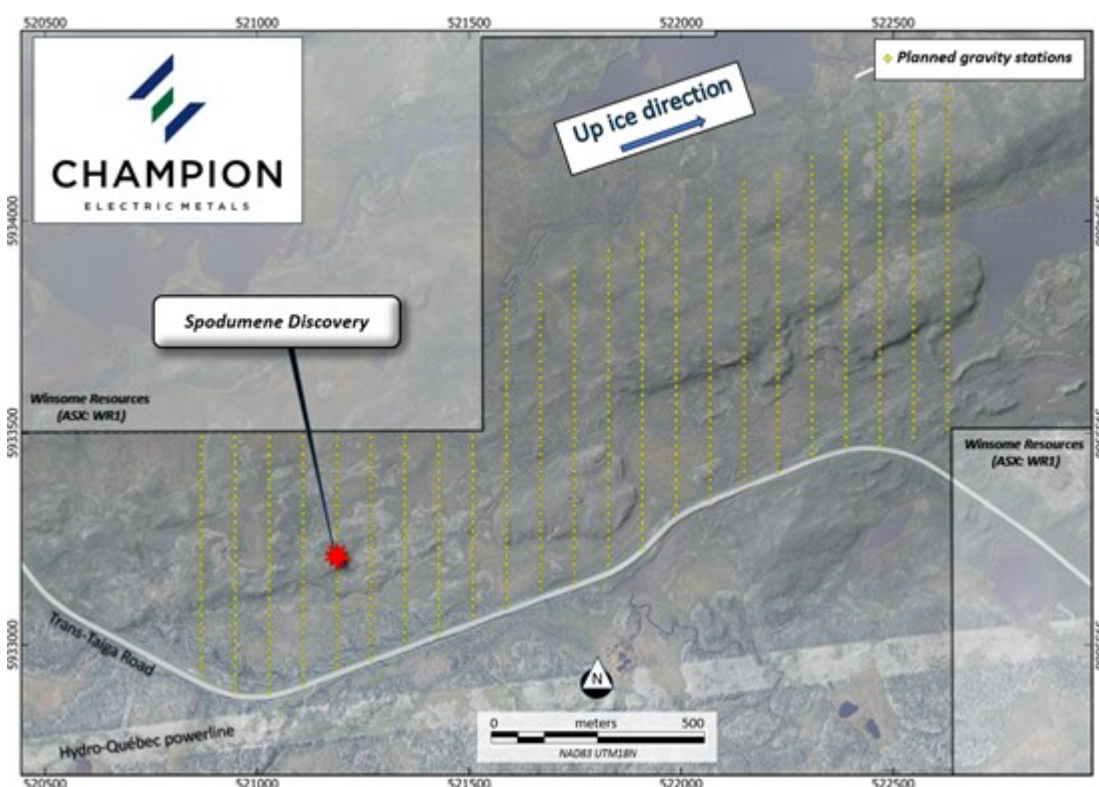 520500 521000 521500 522000 522500
Planned gravity stations
Up ice direction
CHAMPION
ELECTRIC METALS
5934000
Spodumene Discovery
Winsome Resources
(ASX: WR1)
5933500
Winsome Resources
(ASX: WR1)
Trans-Taiga Road
5933000
N
Hydro-Québec powerline
0 meters 500
NAD83 UTM18N
520500 521000 521500 522000 522500